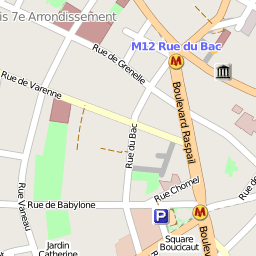 is 7e Arrondissement
M12 Rue du Bac
Rue de Grenelle
Rue de Varenne
M
Boulevard Raspail
Rue du Bac
Rue Chomel
Rue Vaneau
Rue de Babylone
P
M
Jardin
Catherine
Square
Boucicaut
Boulev